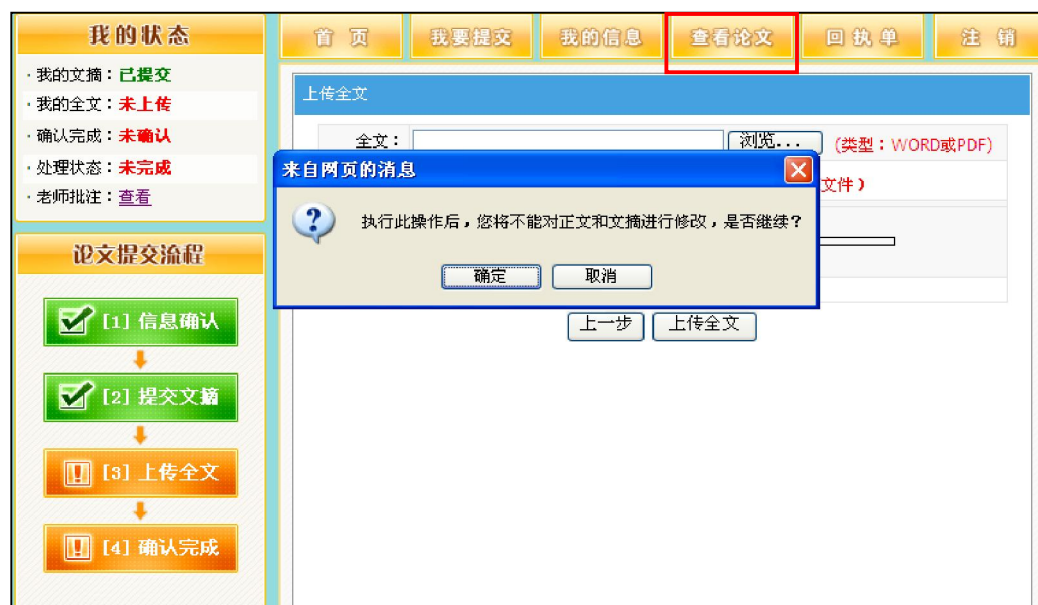 我的状态
首 页
我要提交
我的信息
查看论文
回 执 单
注 销
· 我的文摘：已提交
· 我的全文：未上传
· 确认完成：未确认
· 处理状态：未完成
· 老师批注：查看
上传全文
全文：
浏览...
(类型：WORD或PDF)
文件）
来自网页的消息
执行此操作后，您将不能对正文和文摘进行修改，是否继续？
确定
取消
上一步
上传全文
论文提交流程
[1] 信息确认
[2] 提交文摘
[3] 上传全文
[4] 确认完成